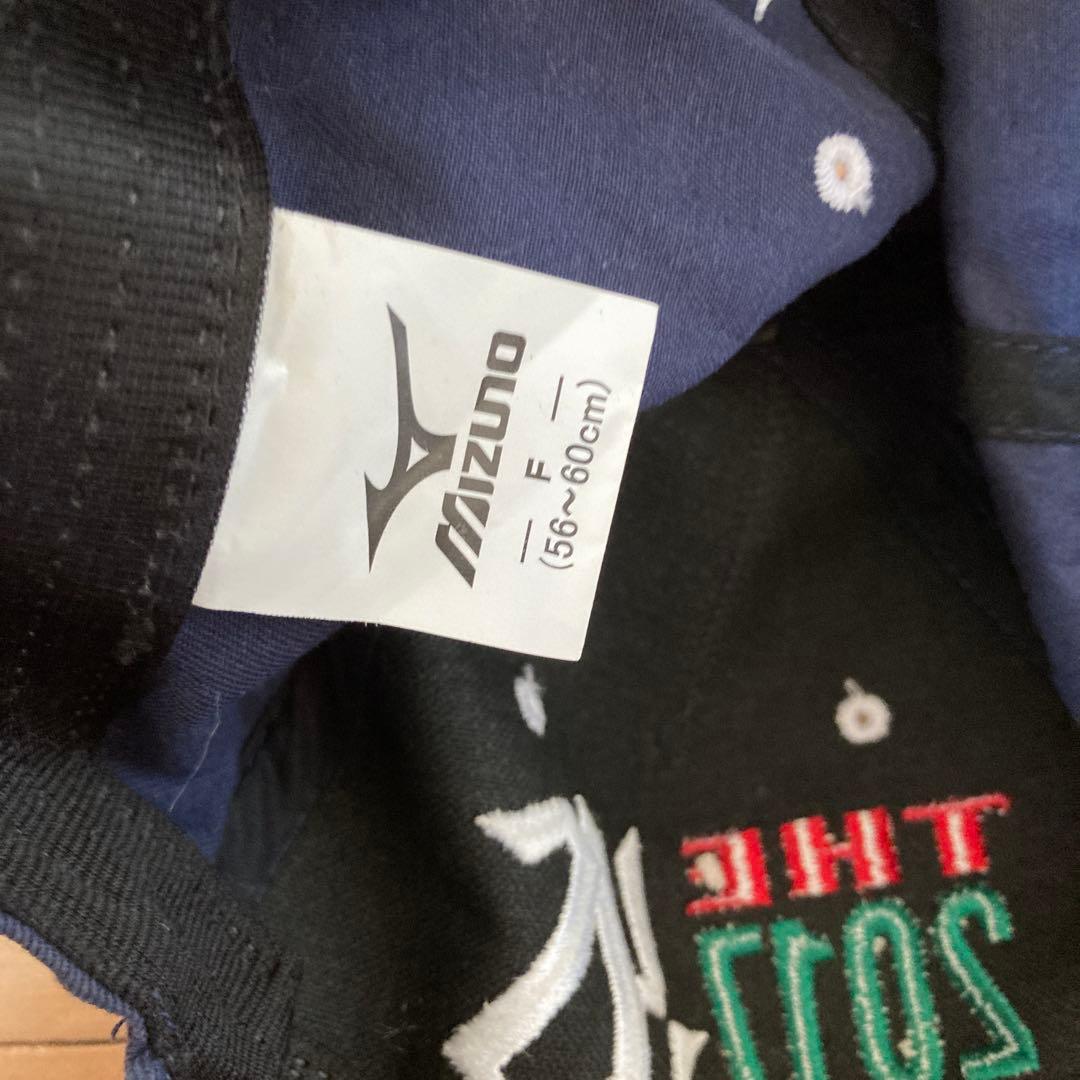 Mizuno
F
(56～60cm)
THE
2017